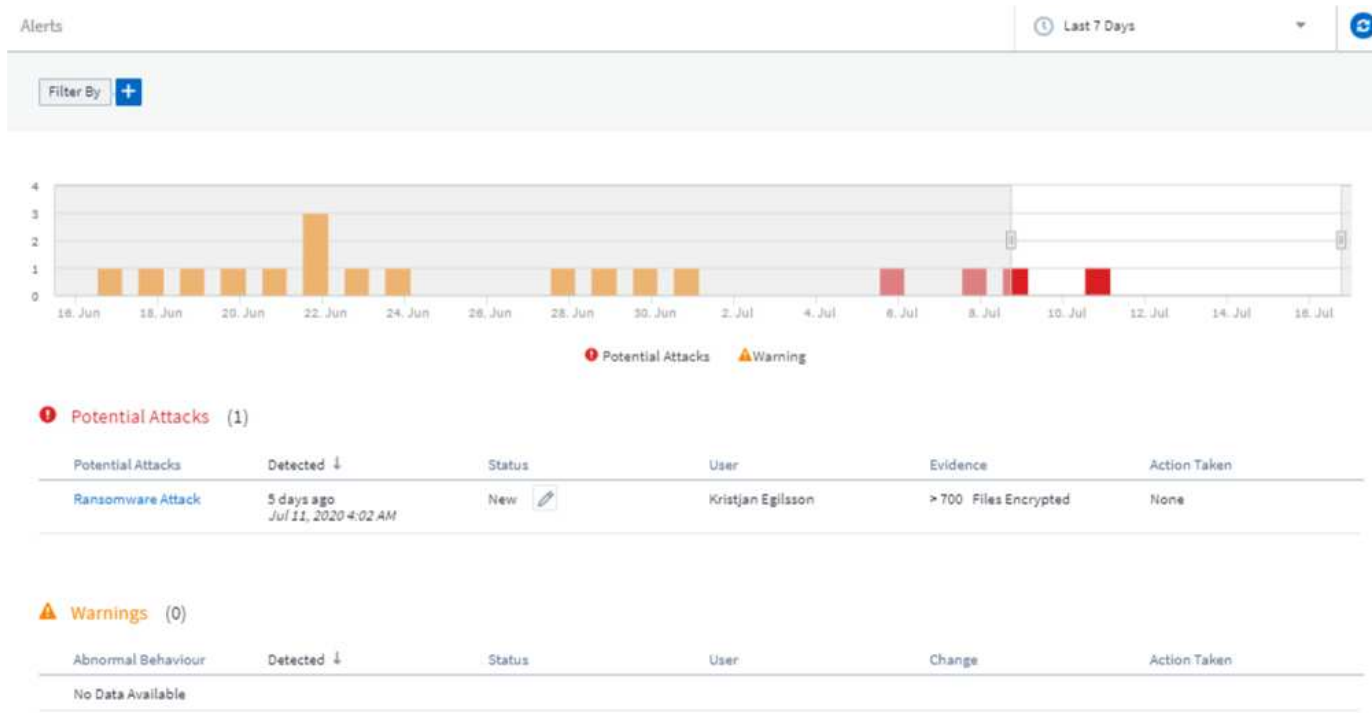 Alerts
Last 7 Days
Filter By +
4
3
2
1
0
16. Jun 18. Jun 20. Jun 22. Jun 24. Jun 26. Jun 28. Jun 30. Jun 2. Jul 4. Jul 6. Jul 8. Jul 10. Jul 12. Jul 14. Jul 16. Jul
Potential Attacks Warning
Potential Attacks (1)
Potential Attacks Detected ↓ Status User Evidence Action Taken
Ransomware Attack 5 days ago New Kristjan Egilsson > 700 Files Encrypted None
Jul 11, 2020 4:02 AM
Warnings (0)
Abnormal Behaviour Detected ↓ Status User Change Action Taken
No Data Available